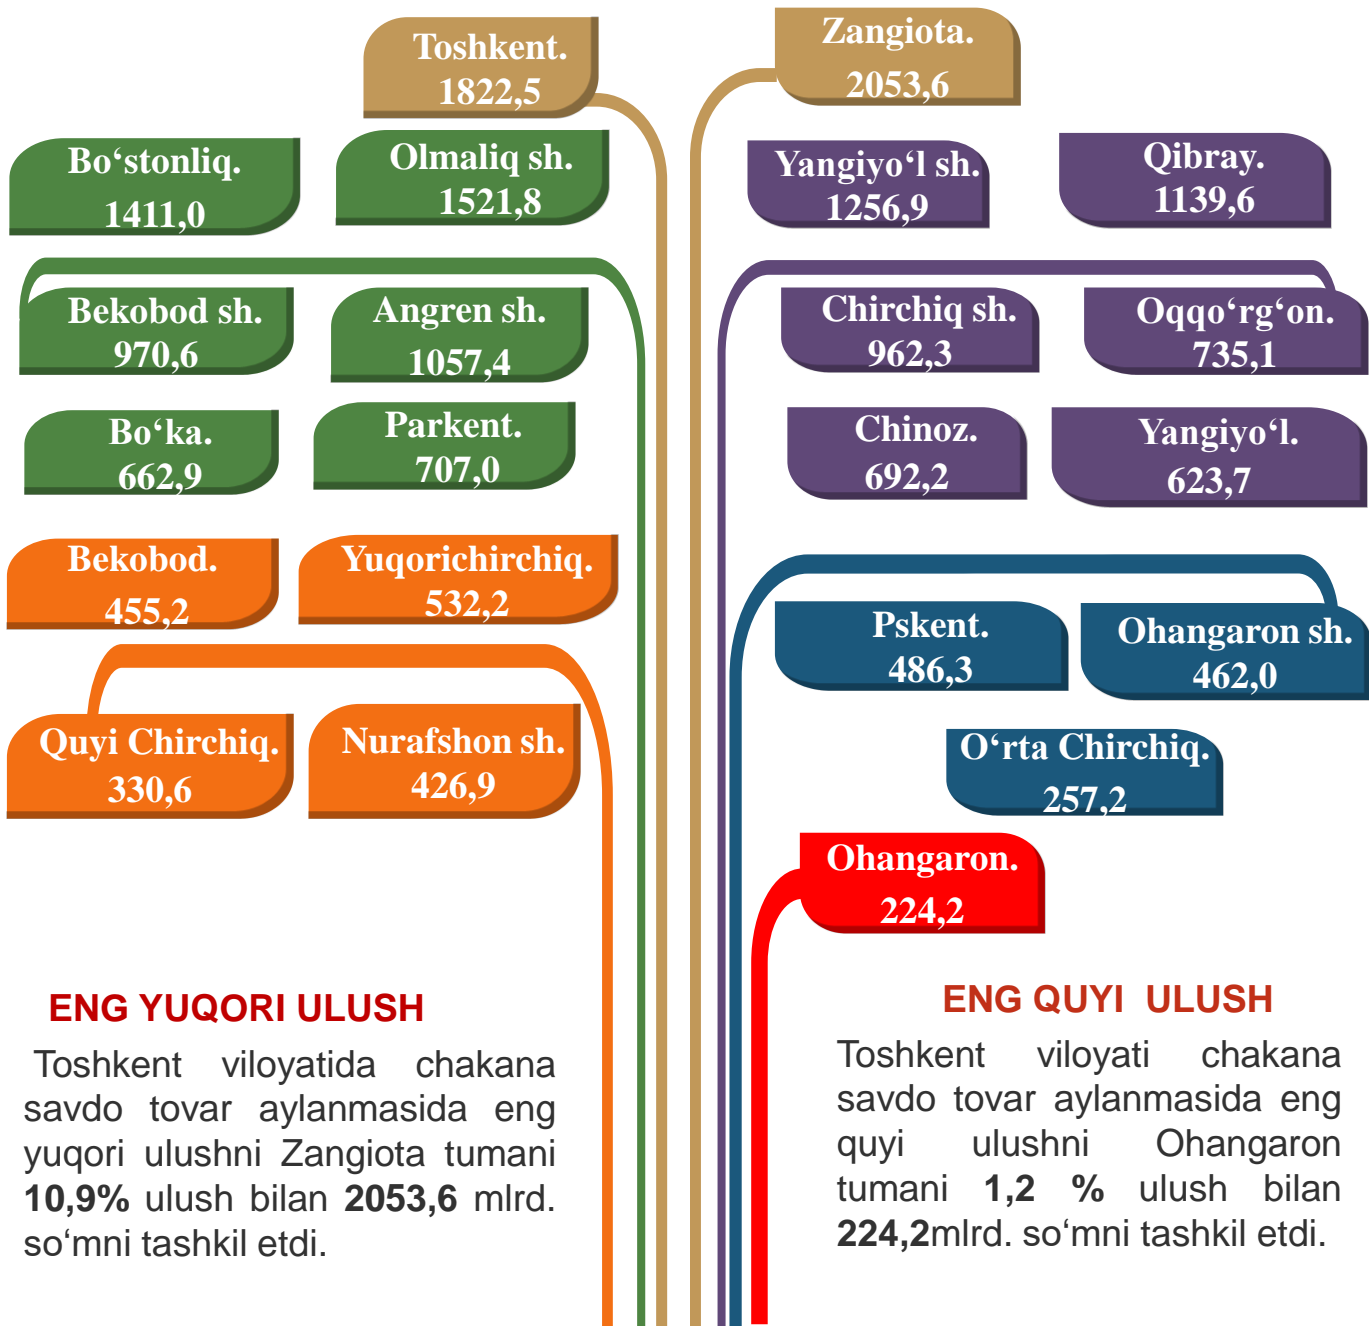 Toshkent.
1822,5
Zangiota.
2053,6
Bo‘stonliq.
1411,0
Olmaliq sh.
1521,8
Yangiyo‘l sh.
1256,9
Qibray.
1139,6
Bekobod sh.
970,6
Angren sh.
1057,4
Chirchiq sh.
962,3
Oqqo‘rg‘on.
735,1
Bo‘ka.
662,9
Parkent.
707,0
Chinoz.
692,2
Yangiyo‘l.
623,7
Bekobod.
455,2
Yuqorichirchiq.
532,2
Pskent.
486,3
Ohangaron sh.
462,0
Quyi Chirchiq.
330,6
Nurafshon sh.
426,9
O‘rta Chirchiq.
257,2
Ohangaron.
224,2
ENG YUQORI ULUSH
Toshkent viloyatida chakana
savdo tovar aylanmasida eng
yuqori ulushni Zangiota tumani
10,9% ulush bilan 2053,6 mlrd.
so‘mni tashkil etdi.
ENG QUYI ULUSH
Toshkent viloyati chakana
savdo tovar aylanmasida eng
quyi ulushni Ohangaron
tumani 1,2 % ulush bilan
224,2mlrd. so‘mni tashkil etdi.